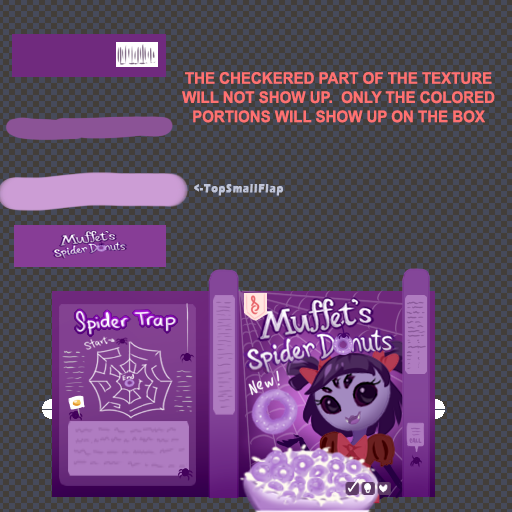 THE CHECKERED PART OF THE TEXTURE
WILL NOT SHOW UP.  ONLY THE COLORED
PORTIONS WILL SHOW UP ON THE BOX
<-TopSmallFlap
Muffet's
Spider Donuts
Spider Trap
Start→
End
Muffet's
Spider Donuts
New!